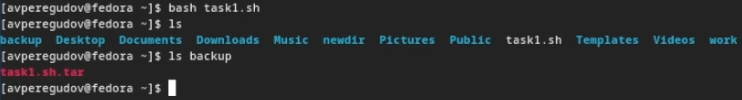 [avperegudov@fedora ~]$ bash task1.sh
[avperegudov@fedora ~]$ ls
backup Desktop Documents Downloads Music newdir Pictures Public task1.sh Templates Videos work
[avperegudov@fedora ~]$ ls backup
task1.sh.tar
[avperegudov@fedora ~]$